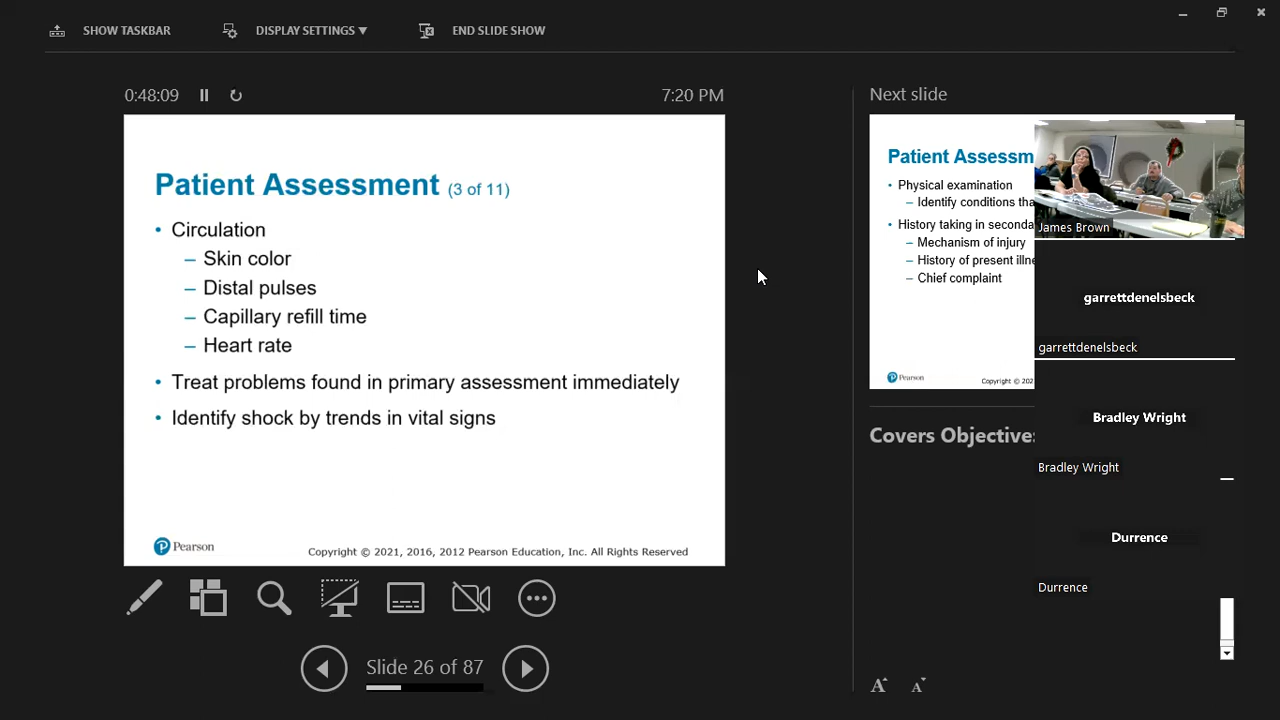 SHOW TASKBAR
DISPLAY SETTINGS ▼
END SLIDE SHOW
0:48:09
7:20 PM
Patient Assessment (3 of 11)
• Circulation
– Skin color
– Distal pulses
– Capillary refill time
– Heart rate
• Treat problems found in primary assessment immediately
• Identify shock by trends in vital signs
Pearson
Copyright © 2021, 2016, 2012 Pearson Education, Inc. All Rights Reserved
Slide 26 of 87
Next slide
Patient Assessm
• Physical examination
– Identify conditions tha
• History taking in seconda
– Mechanism of injury
– History of present illne
– Chief complaint
Pearson
Copyright © 202
Covers Objective
A
A
James Brown
garrettdenelsbeck
garrettdenelsbeck
Bradley Wright
Bradley Wright
Durrence
Durrence